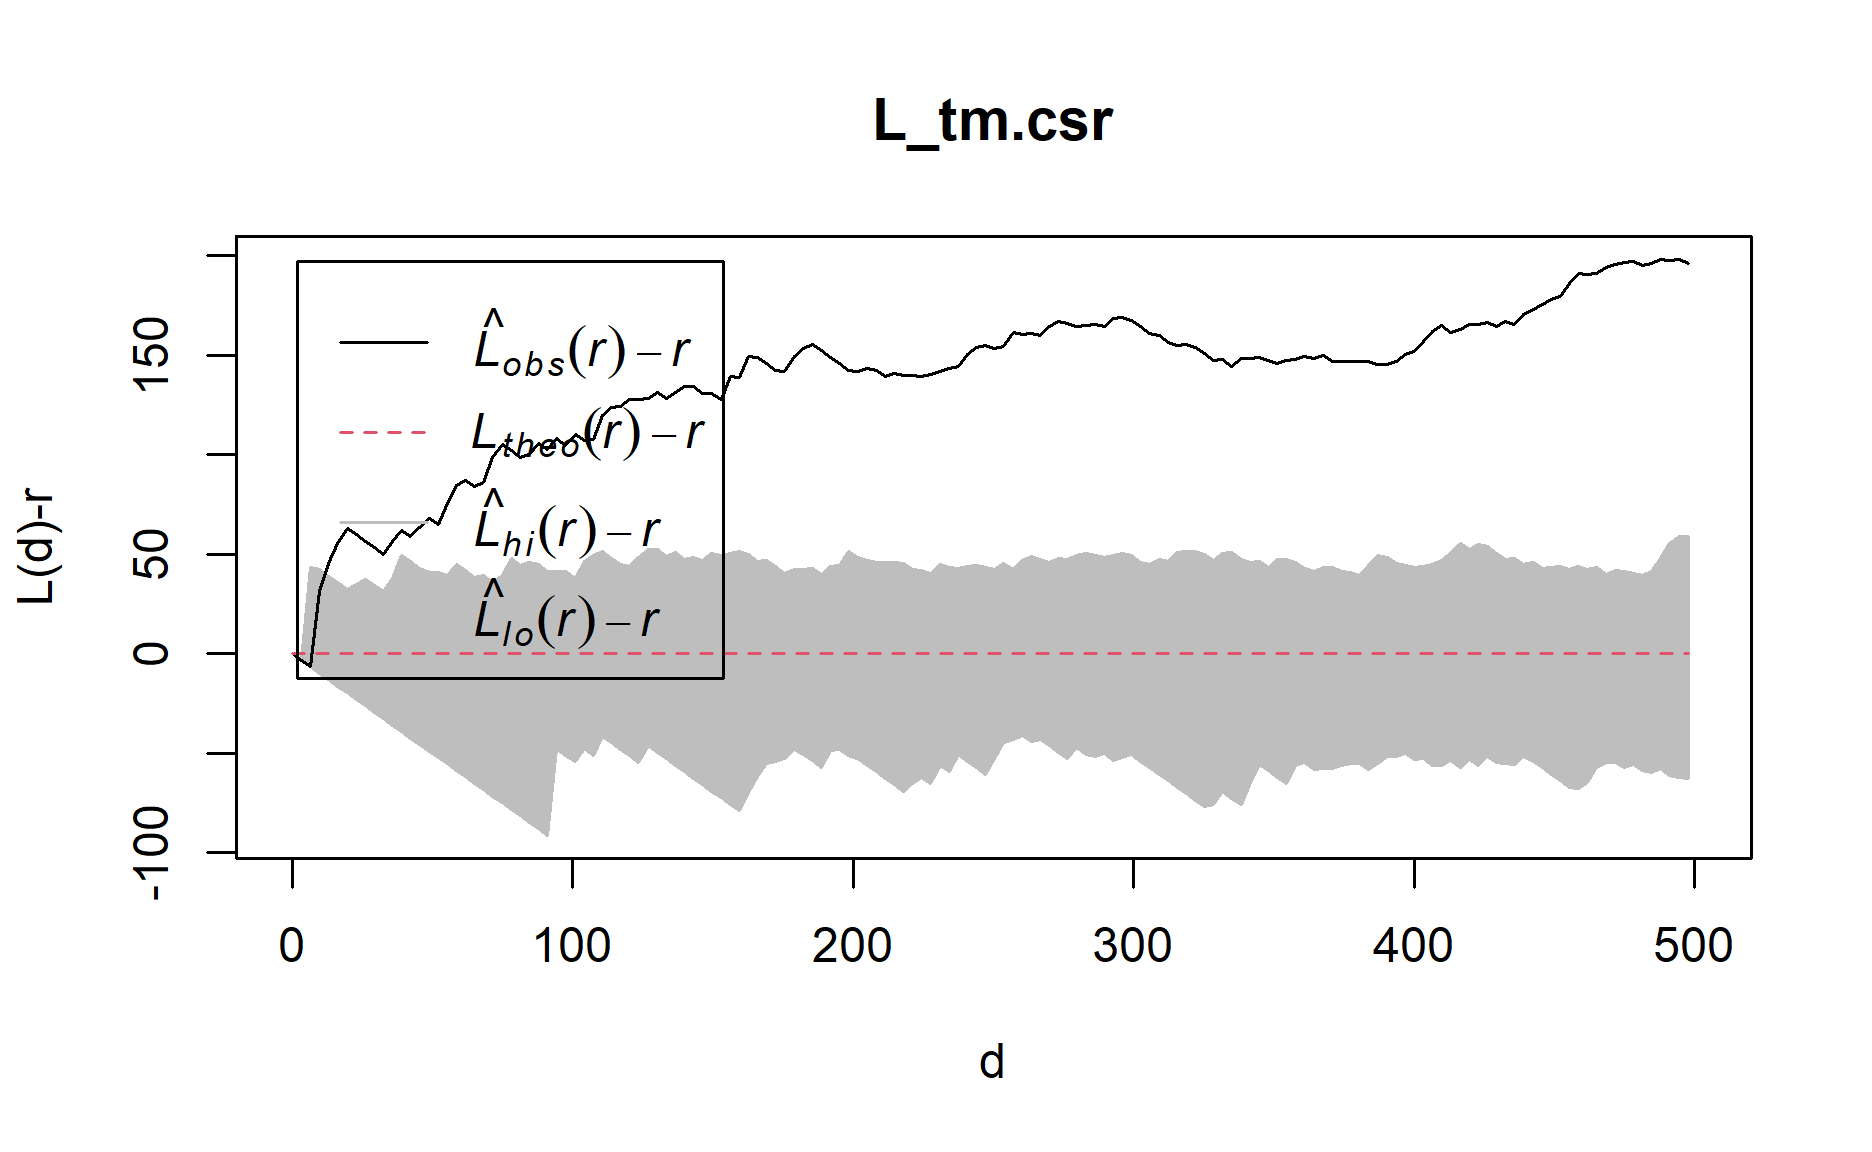 L_tm.csr
L̂obs(r) – r
Ltheo(r) – r
L̂hi(r) – r
L̂lo(r) – r
L(d)-r
150
50
0
-100
0 100 200 300 400 500
d